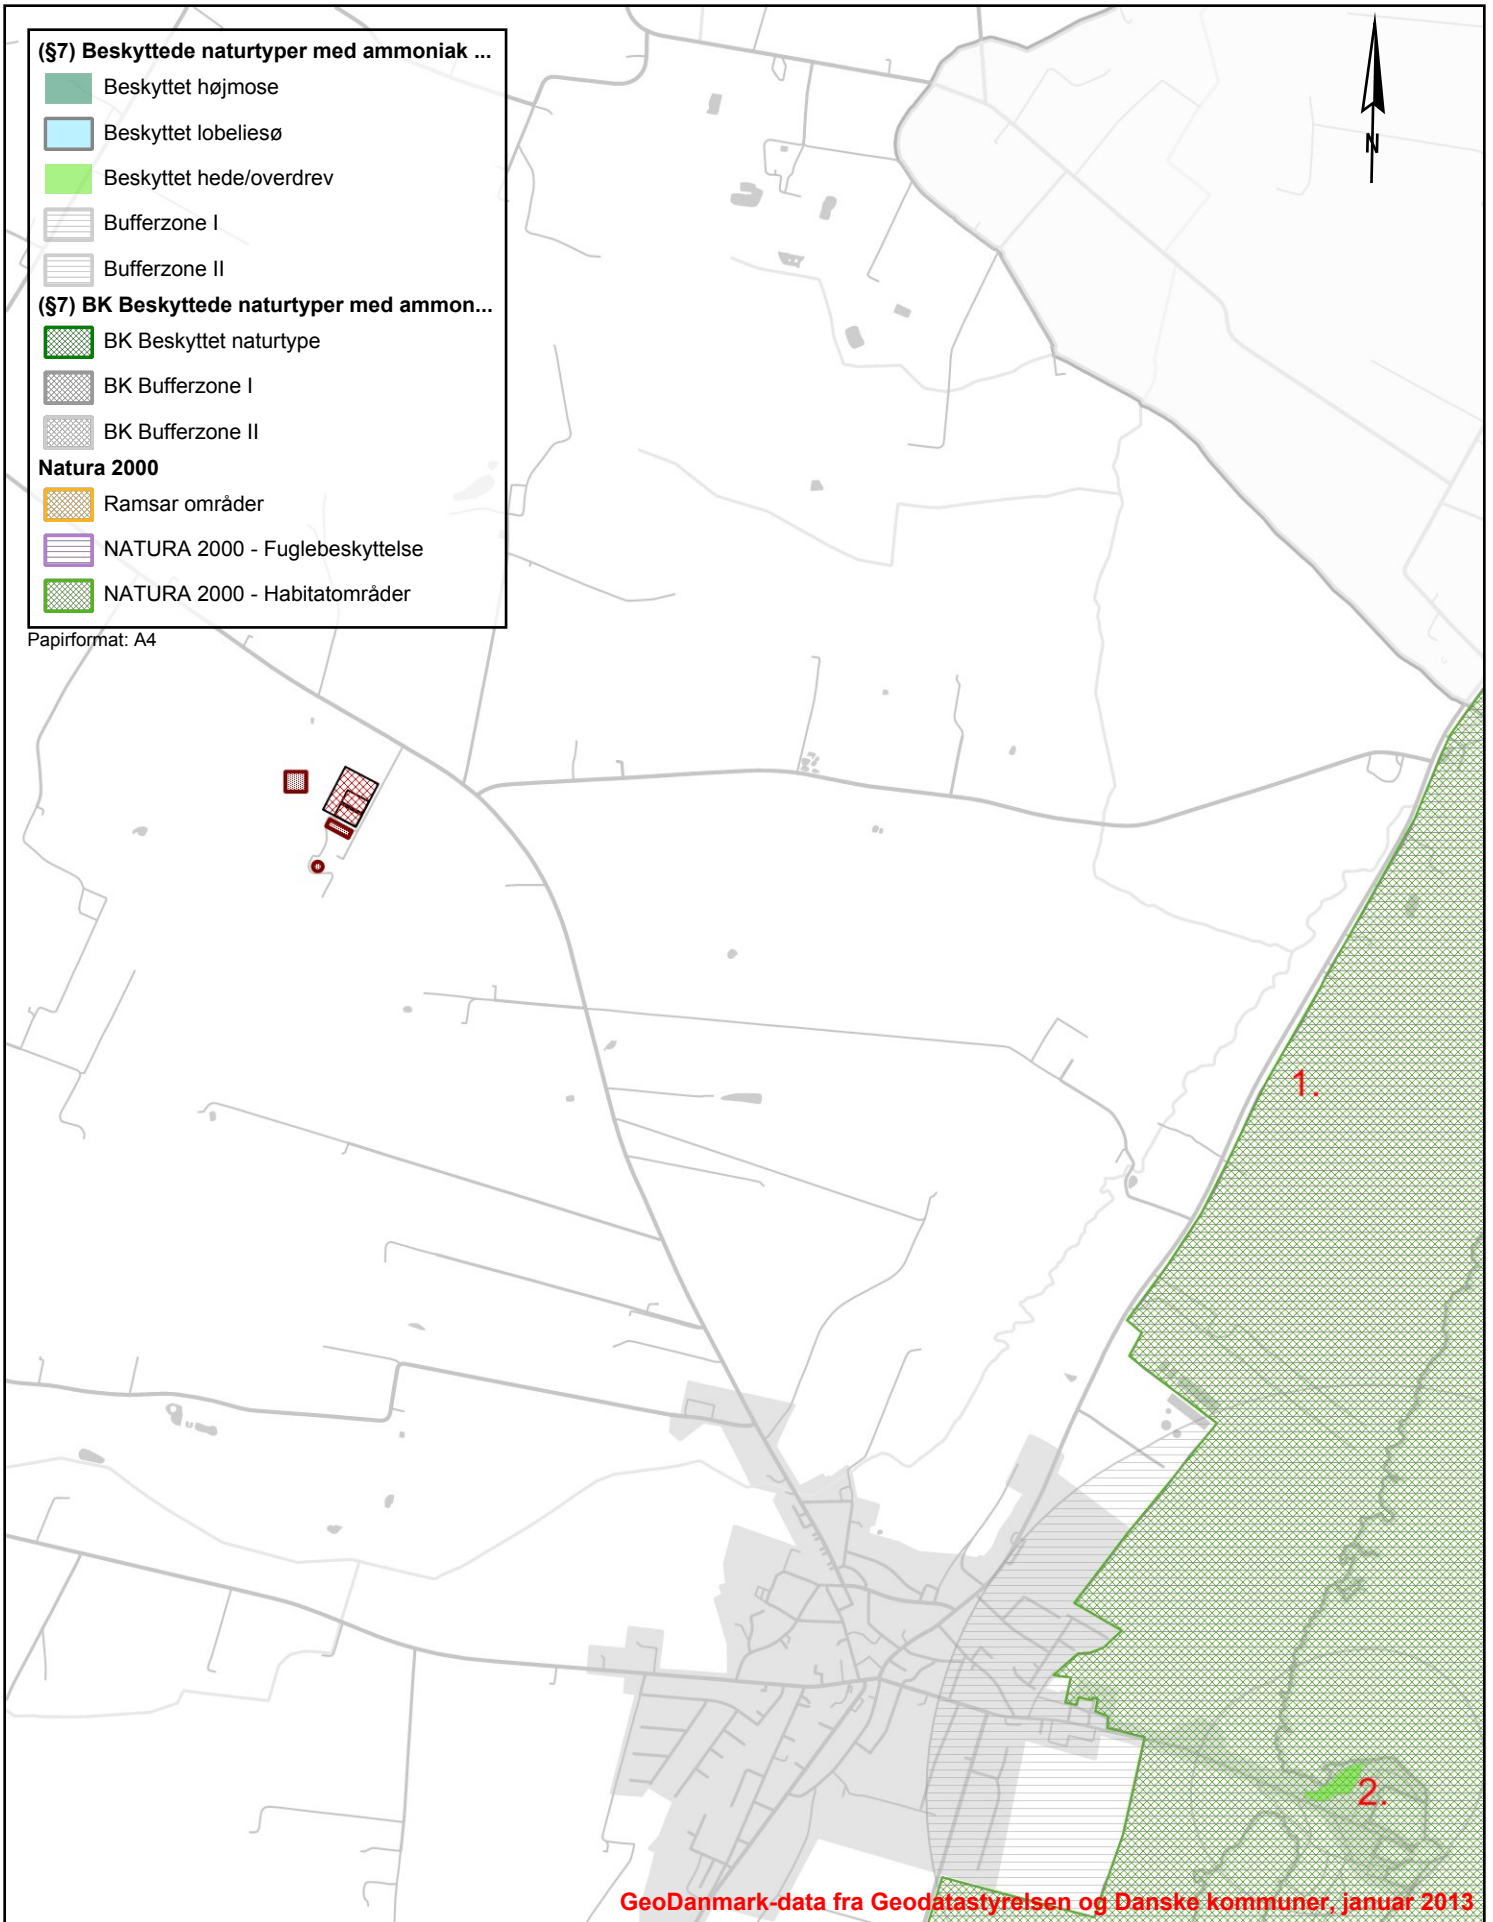 (§7) Beskyttede naturtyper med ammoniak ...
Beskyttet højmose
Beskyttet lobeliesø
Beskyttet hede/overdrev
Bufferzone I
Bufferzone II
(§7) BK Beskyttede naturtyper med ammon...
BK Beskyttet naturtype
BK Bufferzone I
BK Bufferzone II
Natura 2000
Ramsar områder
NATURA 2000 - Fuglebeskyttelse
NATURA 2000 - Habitatområder
Papirformat: A4
N
1.
2.
GeoDanmark-data fra Geodatastyrelsen og Danske kommuner, januar 2013